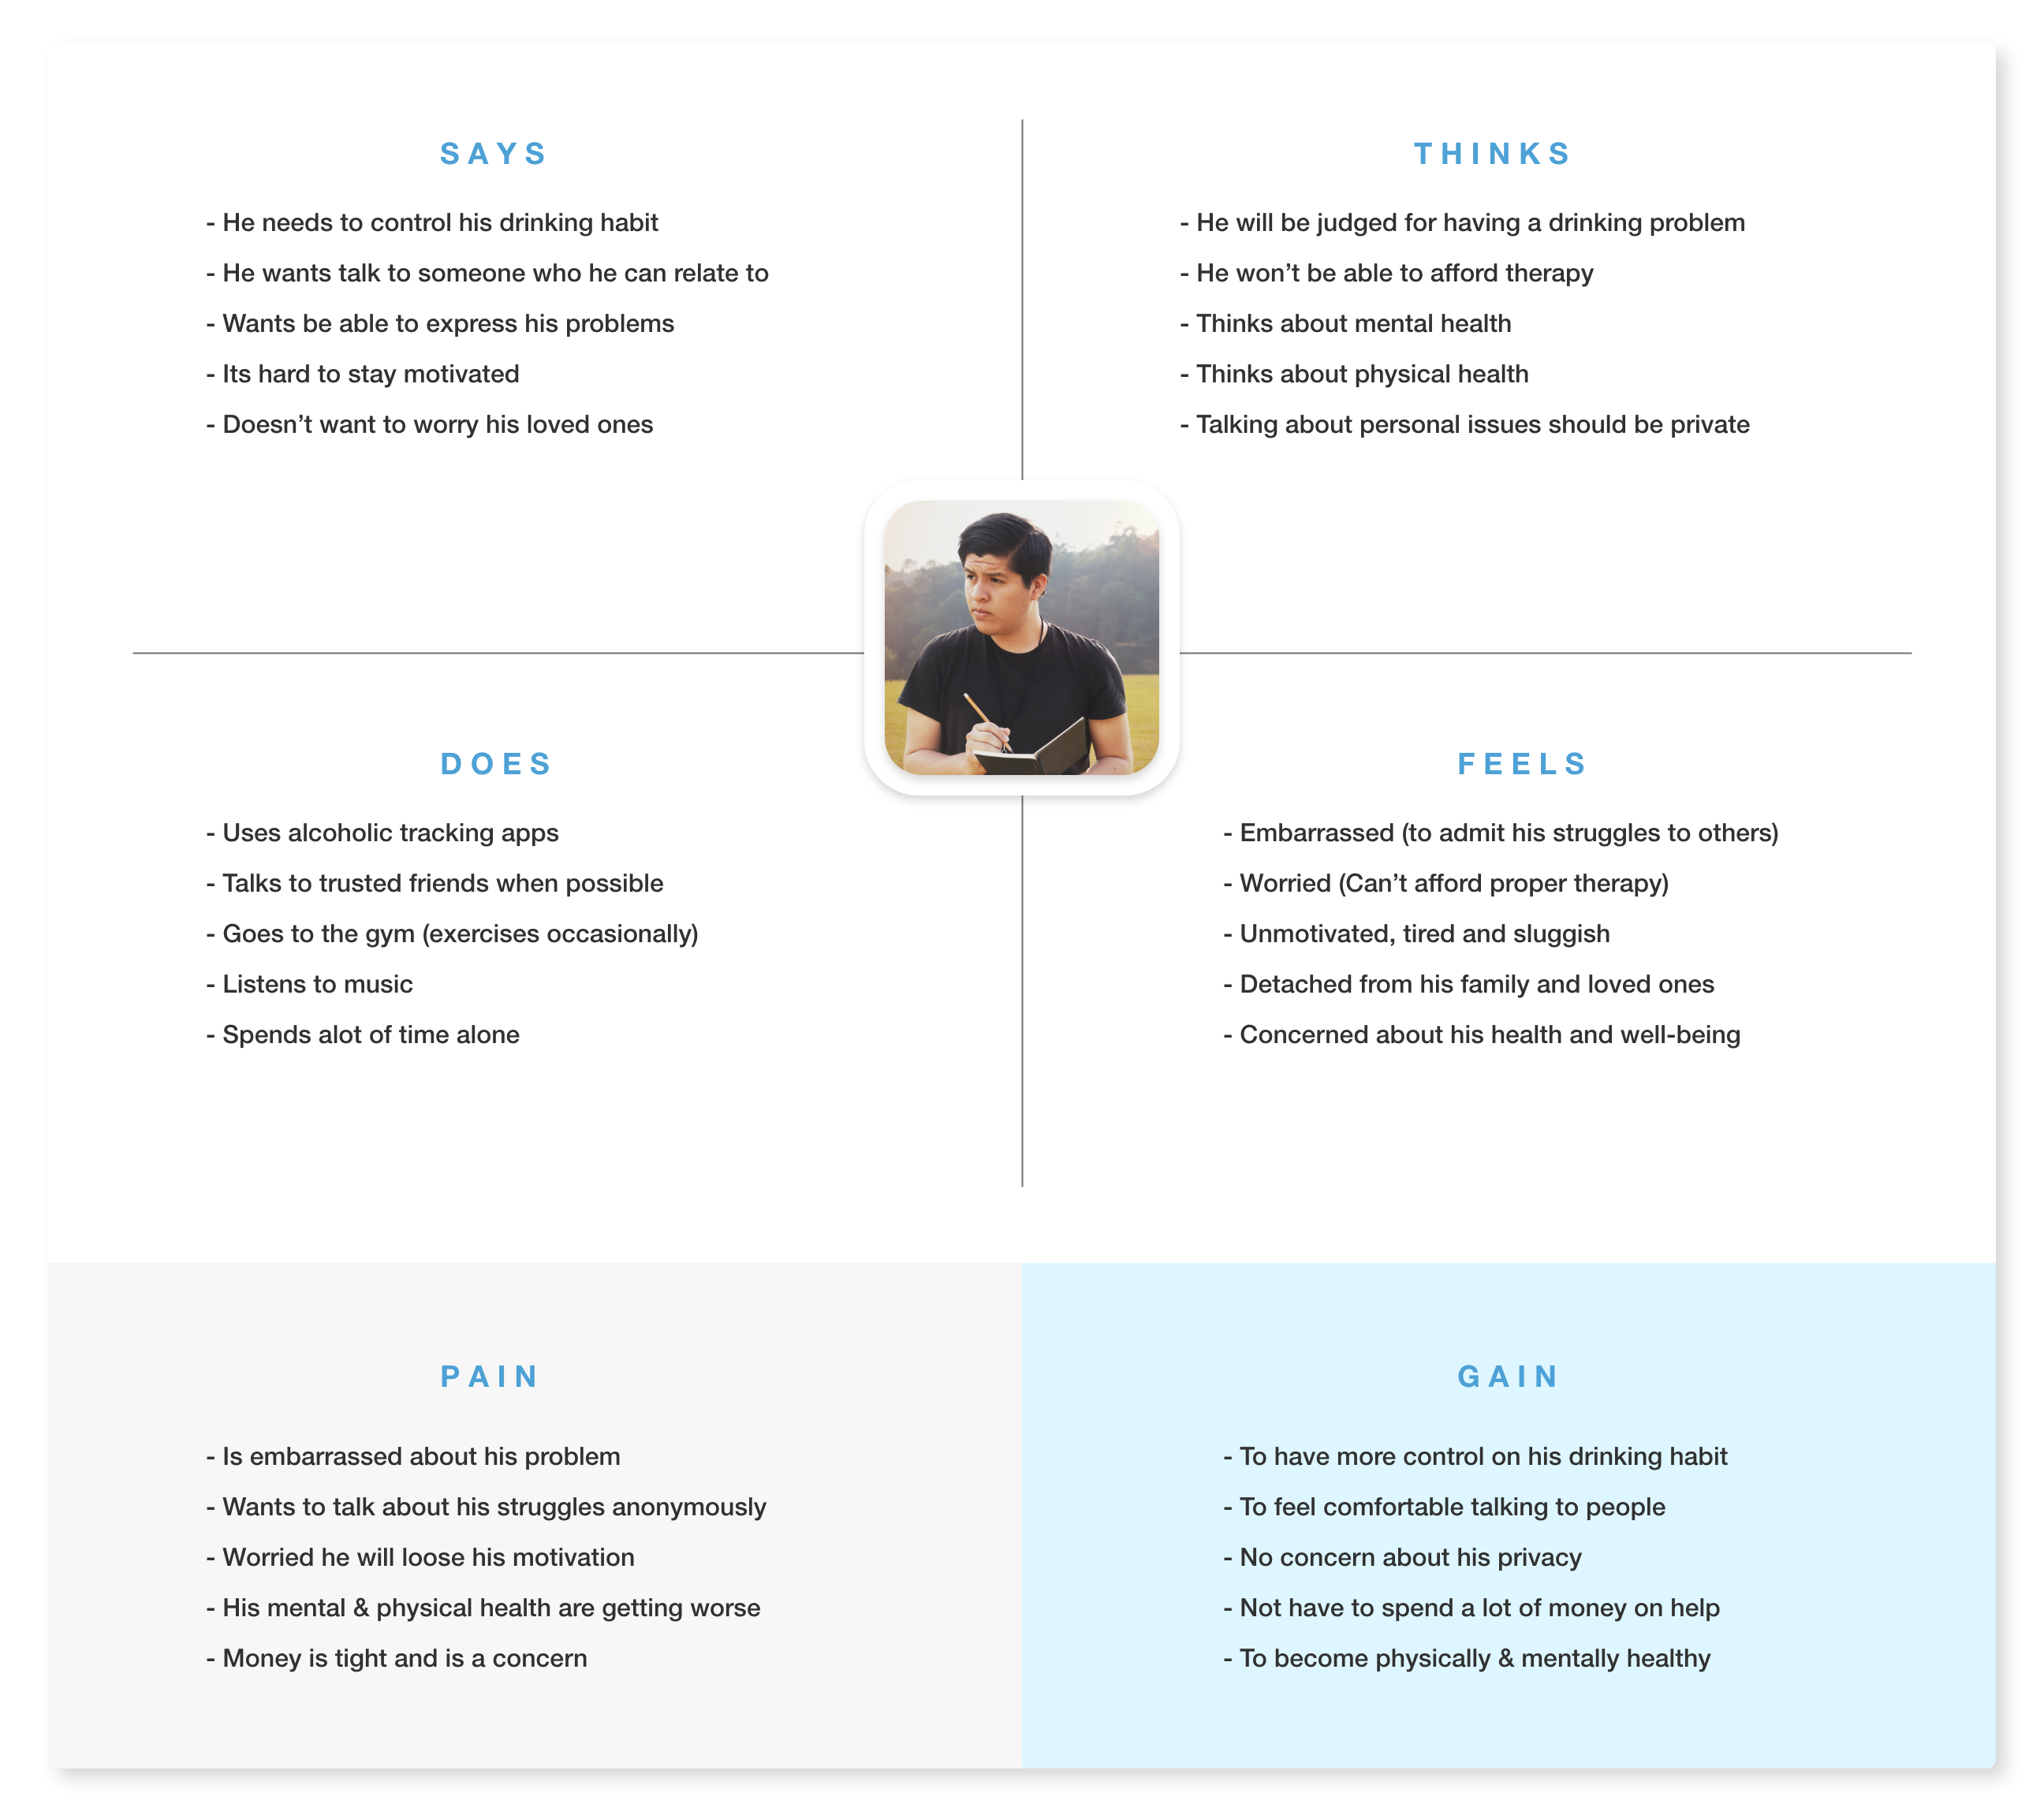 SAYS
- He needs to control his drinking habit
- He wants talk to someone who he can relate to
- Wants be able to express his problems
- Its hard to stay motivated
- Doesn’t want to worry his loved ones
THINKS
- He will be judged for having a drinking problem
- He won’t be able to afford therapy
- Thinks about mental health
- Thinks about physical health
- Talking about personal issues should be private
DOES
- Uses alcoholic tracking apps
- Talks to trusted friends when possible
- Goes to the gym (exercises occasionally)
- Listens to music
- Spends alot of time alone
FEELS
- Embarrassed (to admit his struggles to others)
- Worried (Can’t afford proper therapy)
- Unmotivated, tired and sluggish
- Detached from his family and loved ones
- Concerned about his health and well-being
PAIN
- Is embarrassed about his problem
- Wants to talk about his struggles anonymously
- Worried he will loose his motivation
- His mental & physical health are getting worse
- Money is tight and is a concern
GAIN
- To have more control on his drinking habit
- To feel comfortable talking to people
- No concern about his privacy
- Not have to spend a lot of money on help
- To become physically & mentally healthy